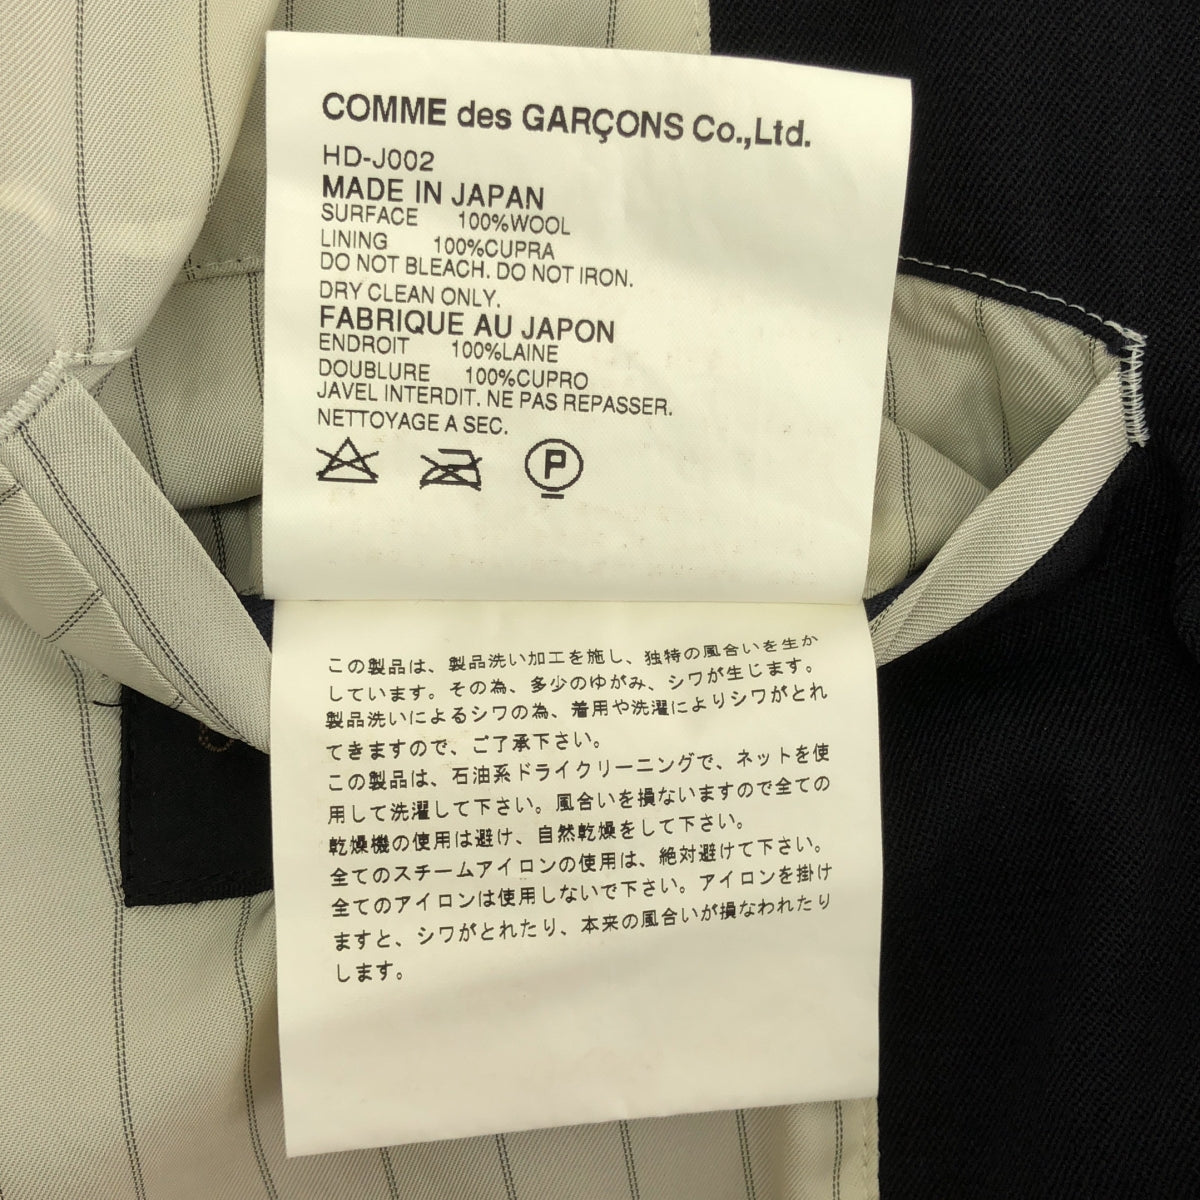 COMME des GARÇONS Co.,Ltd.
HD-J002
MADE IN JAPAN
SURFACE 100%WOOL
LINING 100%CUPRA
DO NOT BLEACH. DO NOT IRON.
DRY CLEAN ONLY.
FABRIQUE AU JAPON
ENDROIT 100%LAINE
DOUBLURE 100%CUPRO
JAVEL INTERDIT. NE PAS REPASSER.
NETTOYAGE A SEC.
P
この製品は、製品洗い加工を施し、独特の風合いを生か
しています。その為、多少のゆがみ、シワが生じます。
製品洗いによるシワの為、着用や洗濯によりシワがとれ
てきますので、ご了承下さい。
この製品は、石油系ドライクリーニングで、ネットを使
用して洗濯して下さい。風合いを損ないますので全ての
乾燥機の使用は避け、自然乾燥をして下さい。
全てのスチームアイロンの使用は、絶対避けて下さい。
全てのアイロンは使用しないで下さい。アイロンを掛け
ますと、シワがとれたり、本来の風合いが損なわれたり
します。